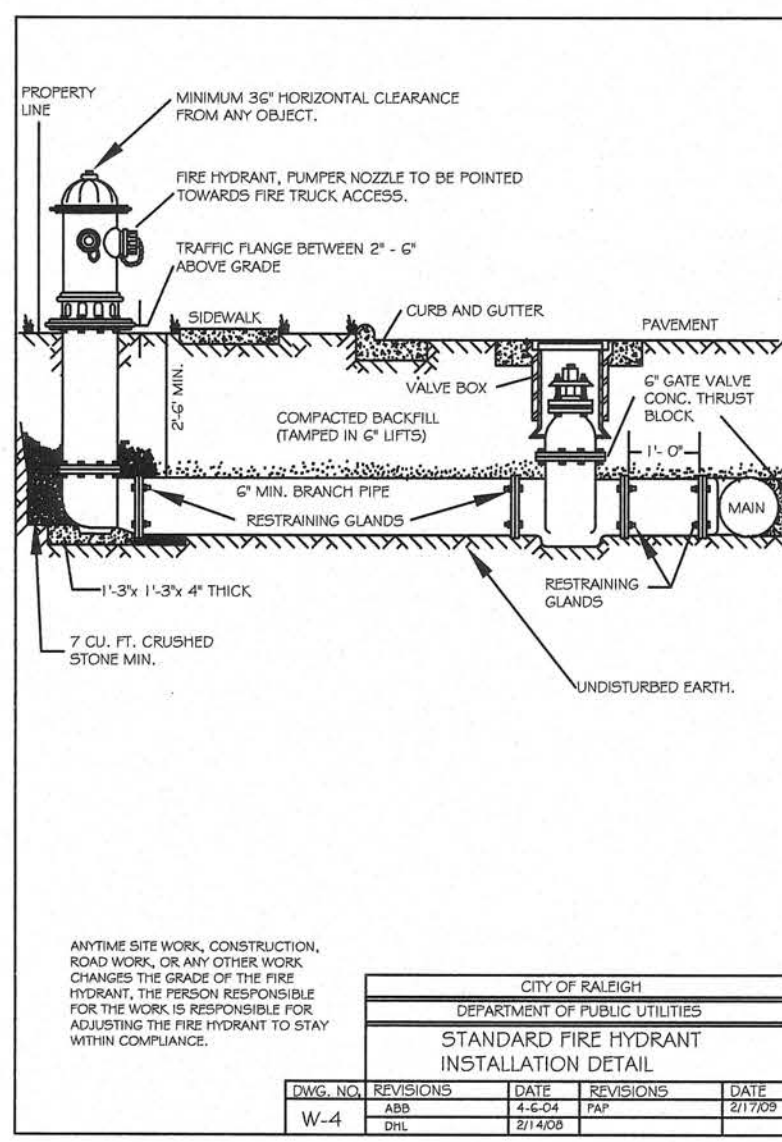 PROPERTY
LINE
MINIMUM 36" HORIZONTAL CLEARANCE
FROM ANY OBJECT.
FIRE HYDRANT, PUMPER NOZZLE TO BE POINTED
TOWARDS FIRE TRUCK ACCESS.
TRAFFIC FLANGE BETWEEN 2" - 6"
ABOVE GRADE
SIDEWALK
CURB AND GUTTER
PAVEMENT
2'-6' MIN.
VALVE BOX
6" GATE VALVE
CONC. THRUST
BLOCK
COMPACTED BACKFILL
(TAMPED IN 6" LIFTS)
1'- 0"
6" MIN. BRANCH PIPE
RESTRAINING GLANDS
MAIN
1'-3"x 1'-3"x 4" THICK
RESTRAINING
GLANDS
7 CU. FT. CRUSHED
STONE MIN.
UNDISTURBED EARTH.
ANYTIME SITE WORK, CONSTRUCTION,
ROAD WORK, OR ANY OTHER WORK
CHANGES THE GRADE OF THE FIRE
HYDRANT, THE PERSON RESPONSIBLE
FOR THE WORK IS RESPONSIBLE FOR
ADJUSTING THE FIRE HYDRANT TO STAY
WITHIN COMPLIANCE.
CITY OF RALEIGH
DEPARTMENT OF PUBLIC UTILITIES
STANDARD FIRE HYDRANT
INSTALLATION DETAIL
DWG. NO. REVISIONS DATE REVISIONS DATE
W-4 ABB 4-6-04 PAP 2/17/09
DHL 2/14/08